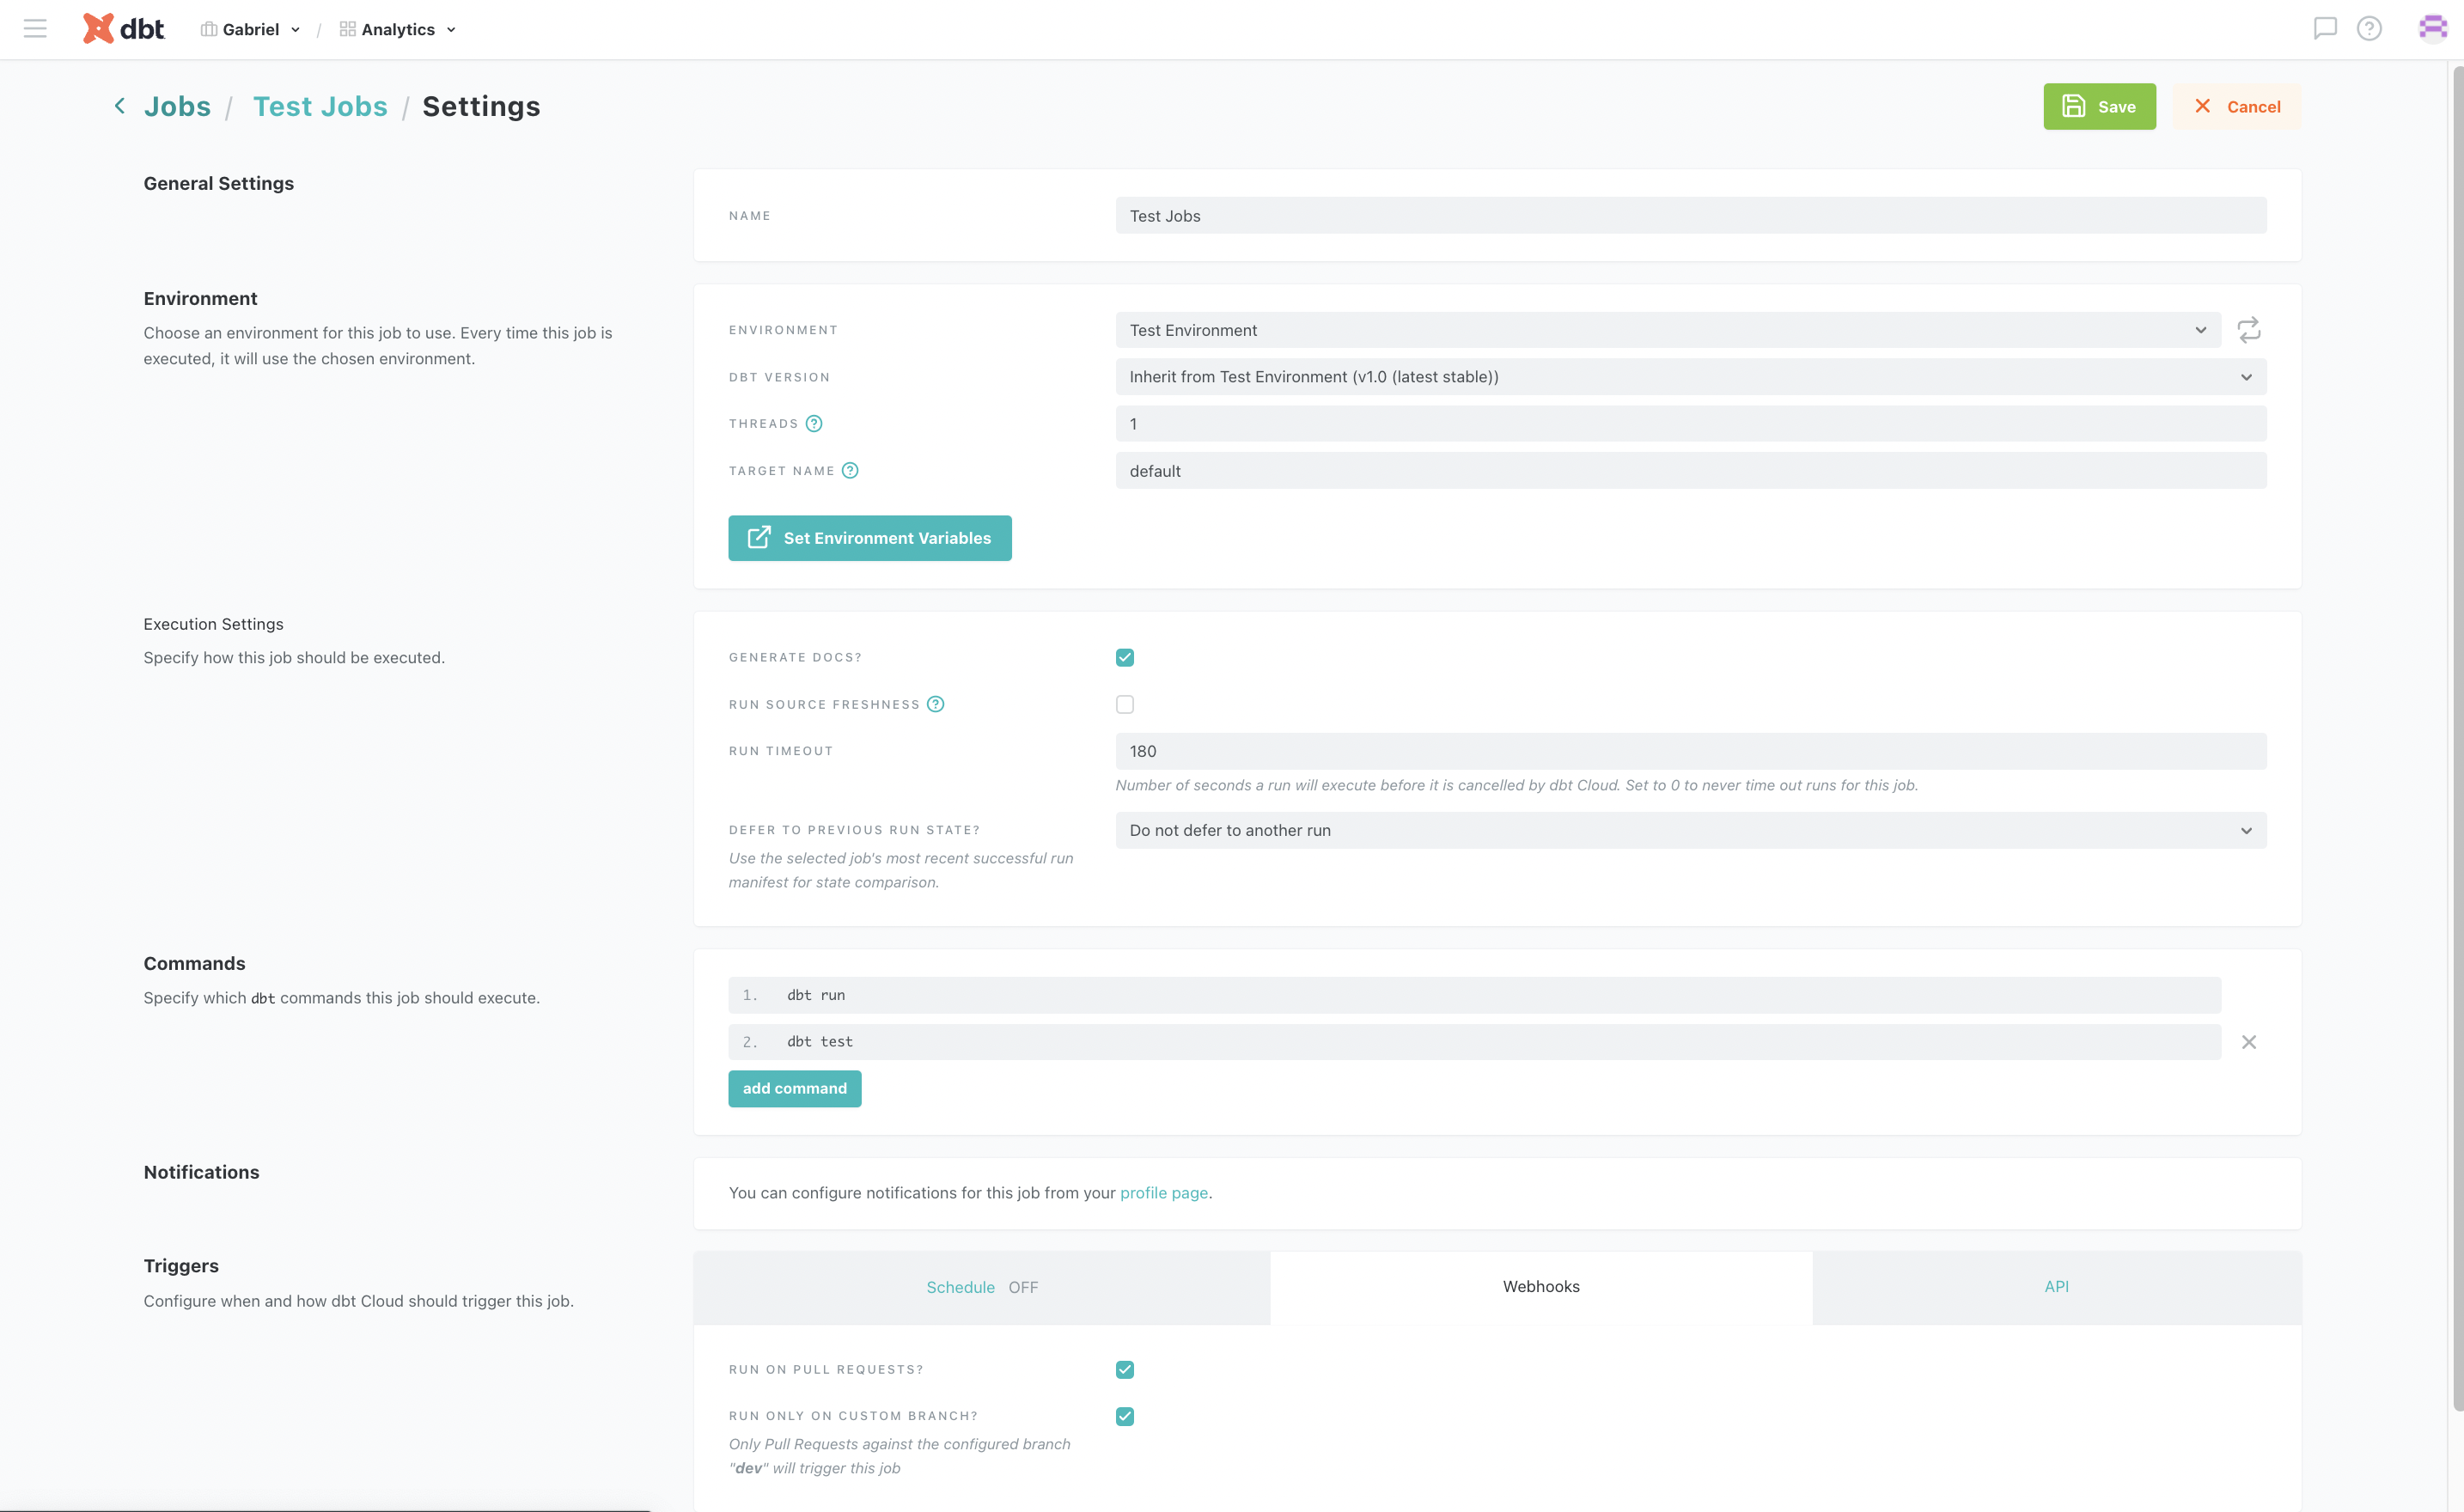 dbt Gabriel / Analytics
Jobs / Test Jobs / Settings
Save
Cancel
General Settings
NAME
Test Jobs
Environment
Choose an environment for this job to use. Every time this job is
executed, it will use the chosen environment.
ENVIRONMENT
Test Environment
DBT VERSION
Inherit from Test Environment (v1.0 (latest stable))
THREADS
1
TARGET NAME
default
Set Environment Variables
Execution Settings
Specify how this job should be executed.
GENERATE DOCS?
RUN SOURCE FRESHNESS
RUN TIMEOUT
180
Number of seconds a run will execute before it is cancelled by dbt Cloud. Set to 0 to never time out runs for this job.
DEFER TO PREVIOUS RUN STATE?
Do not defer to another run
Use the selected job's most recent successful run
manifest for state comparison.
Commands
Specify which dbt commands this job should execute.
1. dbt run
2. dbt test
add command
Notifications
You can configure notifications for this job from your profile page.
Triggers
Configure when and how dbt Cloud should trigger this job.
Schedule OFF
Webhooks
API
RUN ON PULL REQUESTS?
RUN ONLY ON CUSTOM BRANCH?
Only Pull Requests against the configured branch
"dev" will trigger this job